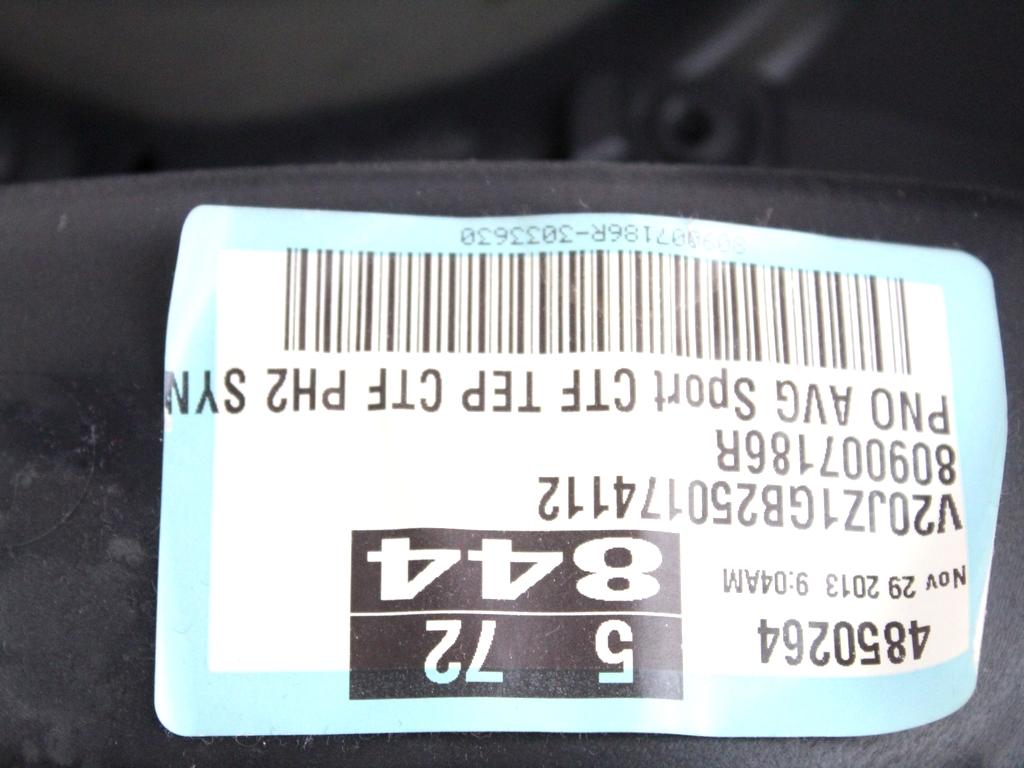 4850264 5 72
Nov 29 2013 9:04AM 844
V20JZ1GB250174112
809007186R
PNO AVG Sport CTF TEP CTF PH2 SYN
809007186R-3033630